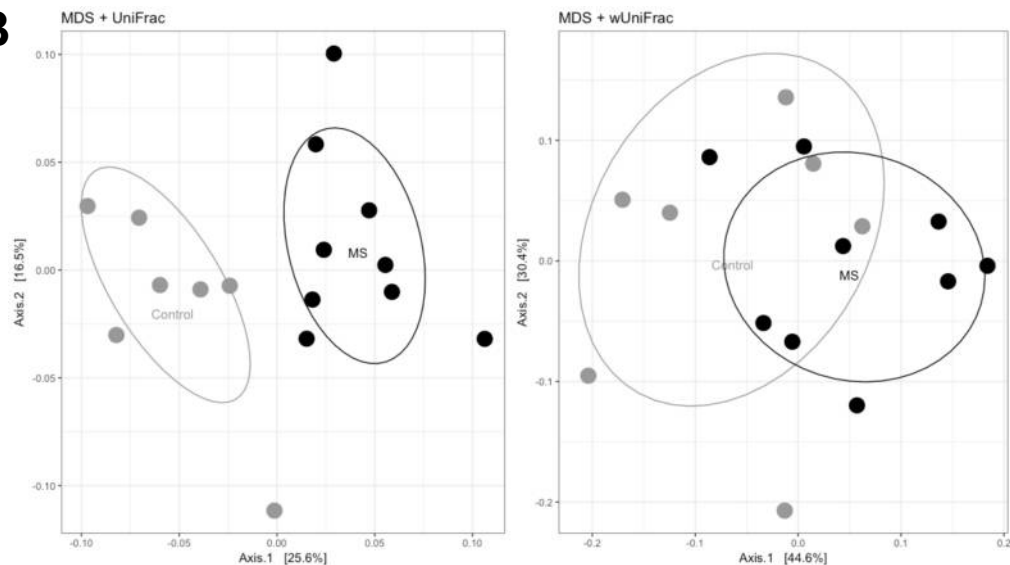 B
MDS + UniFrac
0.10
0.05
0.00
-0.05
-0.10
Axis.2 [16.5%]
Control
MS
-0.10
-0.05
0.00
0.05
0.10
Axis.1 [25.6%]
MDS + wUniFrac
0.1
0.0
-0.1
-0.2
Axis.2 [30.4%]
Control
MS
-0.2
-0.1
0.0
0.1
0.2
Axis.1 [44.6%]